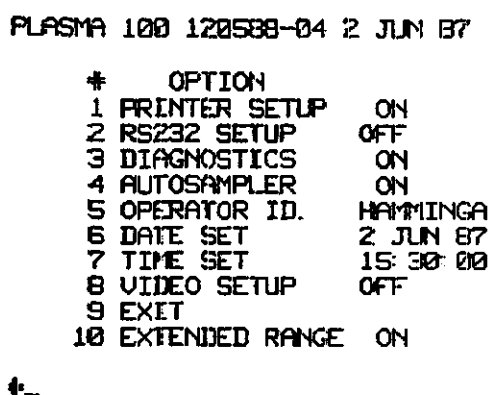 PLASMA 100 120588-04 2 JUN 87
# OPTION
1 PRINTER SETUP ON
2 RS232 SETUP OFF
3 DIAGNOSTICS ON
4 AUTOSAMPLER ON
5 OPERATOR ID. HAMMINGA
6 DATE SET 2 JUN 87
7 TIME SET 15:30:00
8 VIDEO SETUP OFF
9 EXIT
10 EXTENDED RANGE ON
#_